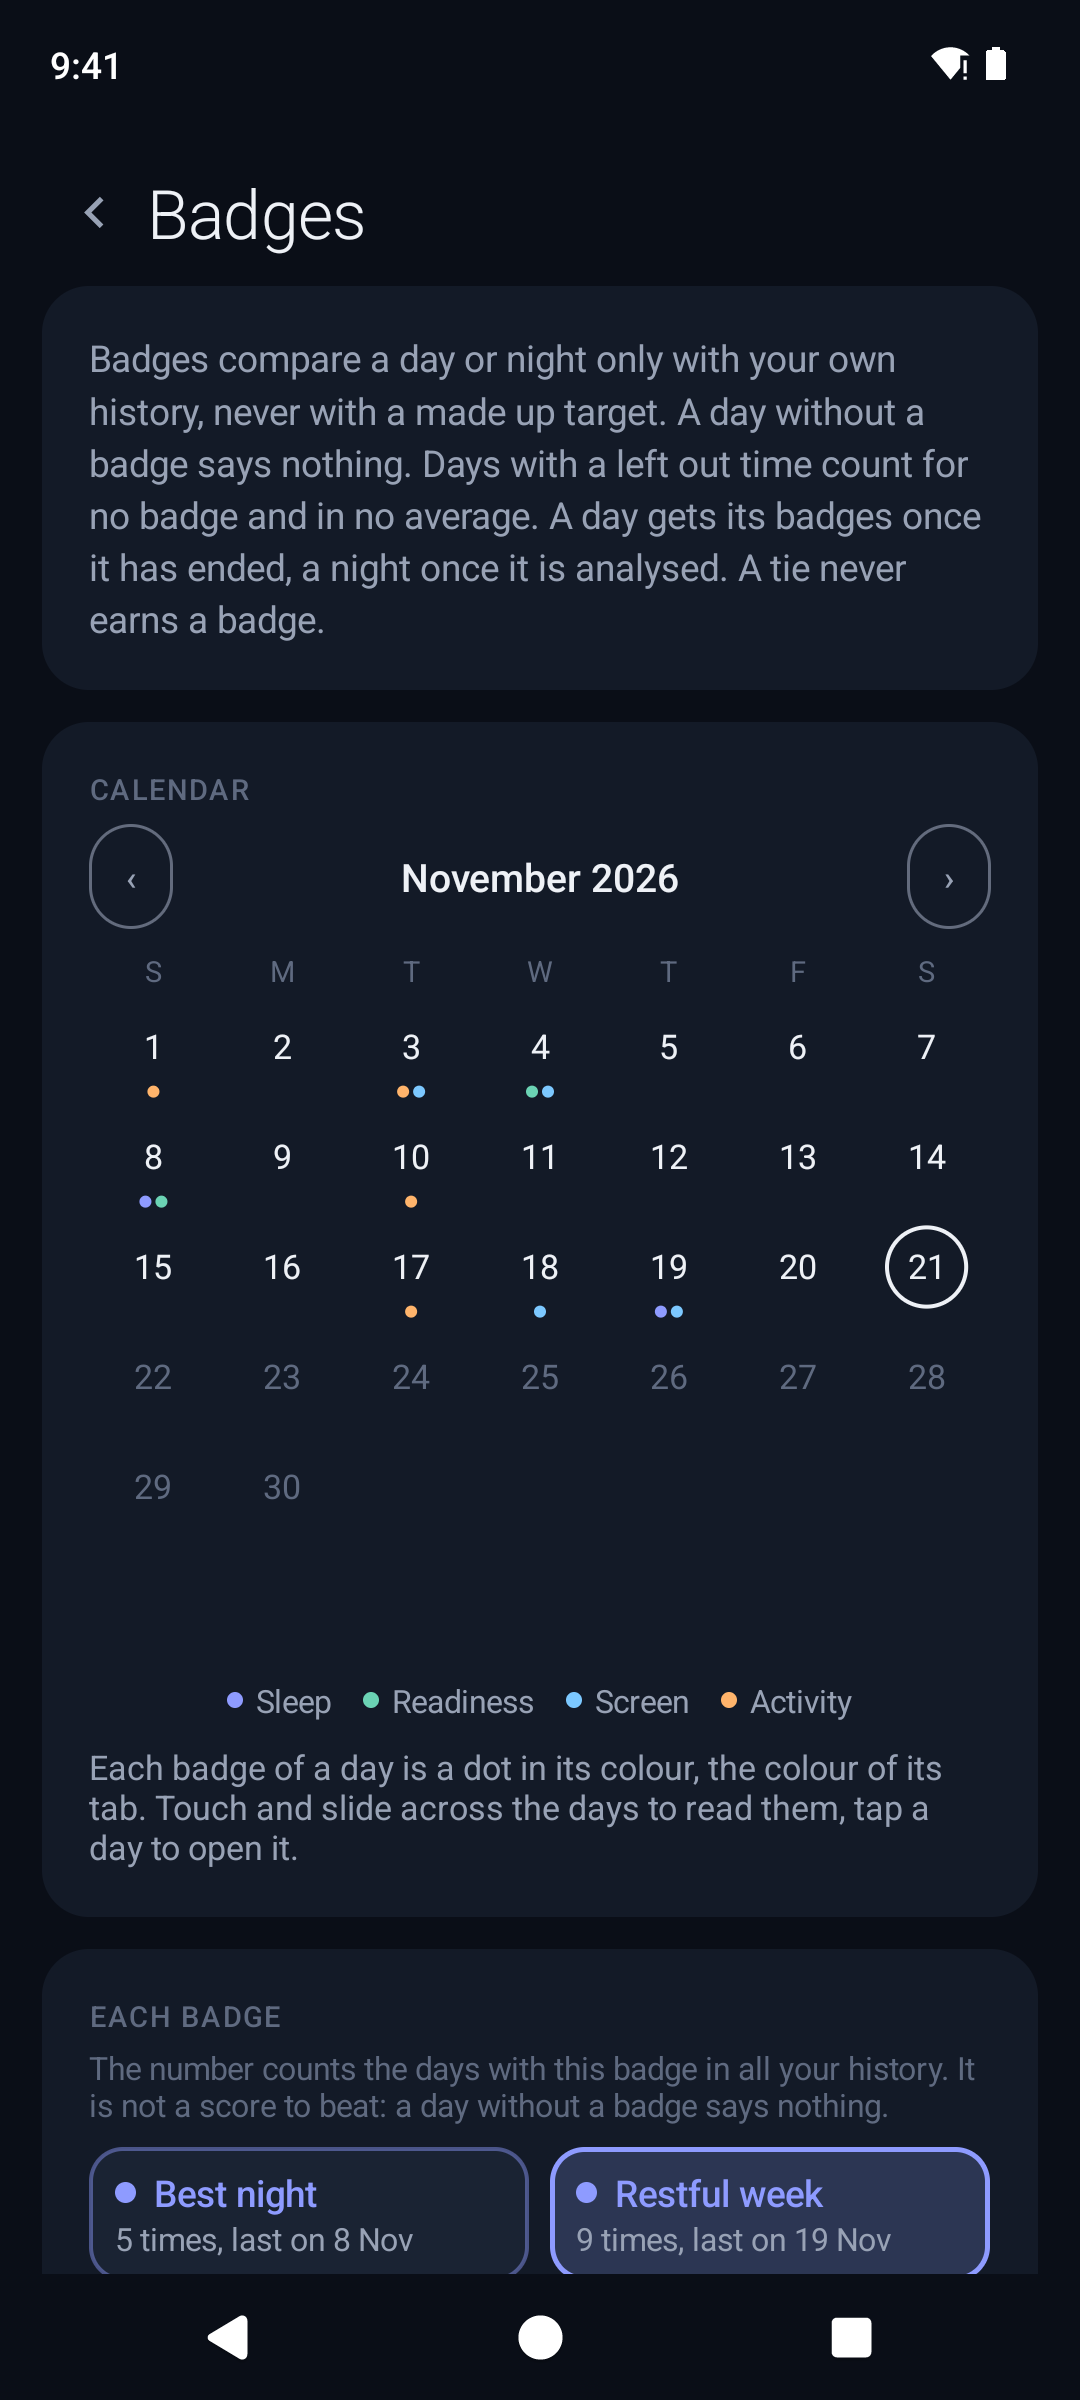 9:41
Badges
Badges compare a day or night only with your own
history, never with a made up target. A day without a
badge says nothing. Days with a left out time count for
no badge and in no average. A day gets its badges once
it has ended, a night once it is analysed. A tie never
earns a badge.
CALENDAR
‹ November 2026 ›
S M T W T F S
1 2 3 4 5 6 7
8 9 10 11 12 13 14
15 16 17 18 19 20 21
22 23 24 25 26 27 28
29 30
Sleep Readiness Screen Activity
Each badge of a day is a dot in its colour, the colour of its
tab. Touch and slide across the days to read them, tap a
day to open it.
EACH BADGE
The number counts the days with this badge in all your history. It
is not a score to beat: a day without a badge says nothing.
Best night Restful week
5 times, last on 8 Nov 9 times, last on 19 Nov